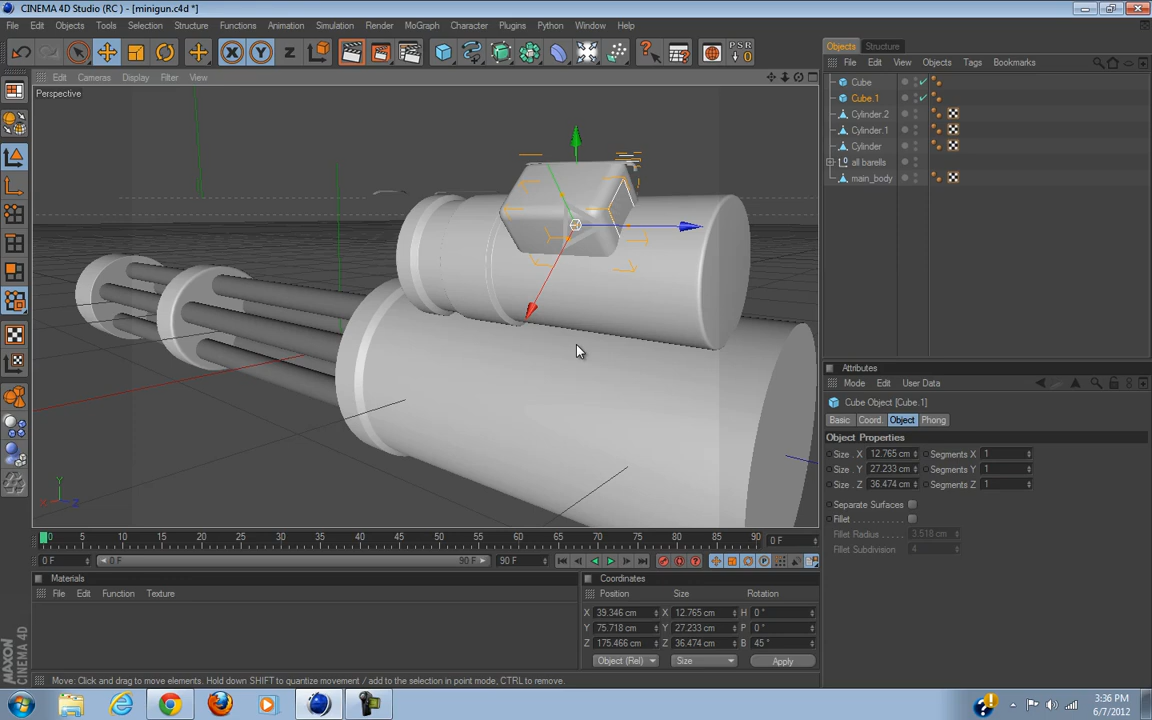 CINEMA 4D Studio (RC ) - [minigun.c4d *]
File Edit Objects Tools Selection Structure Functions Animation Simulation Render MoGraph Character Plugins Python Window Help
Edit Cameras Display Filter View
Perspective
Objects Structure
File Edit View Objects Tags Bookmarks
Cube
Cube.1
Cylinder.2
Cylinder.1
Cylinder
all barells
main_body
Attributes
Mode Edit User Data
Cube Object [Cube.1]
Basic Coord. Object Phong
Object Properties
Size . X 12.765 cm Segments X 1
Size . Y 27.233 cm Segments Y 1
Size . Z 36.474 cm Segments Z 1
Separate Surfaces
Fillet
Fillet Radius 3.518 cm
Fillet Subdivision 4
0 5 10 15 20 25 30 35 40 45 50 55 60 65 70 75 80 85 90 0 F
0 F 0 F 90 F 90 F
Materials
File Edit Function Texture
Coordinates
Position Size Rotation
X 39.346 cm X 12.765 cm H 0 °
Y 75.718 cm Y 27.233 cm P 0 °
Z 175.466 cm Z 36.474 cm B 45 °
Object (Rel) Size Apply
MAXON CINEMA 4D
Move: Click and drag to move elements. Hold down SHIFT to quantize movement / add to the selection in point mode, CTRL to remove.
3:36 PM
6/7/2012